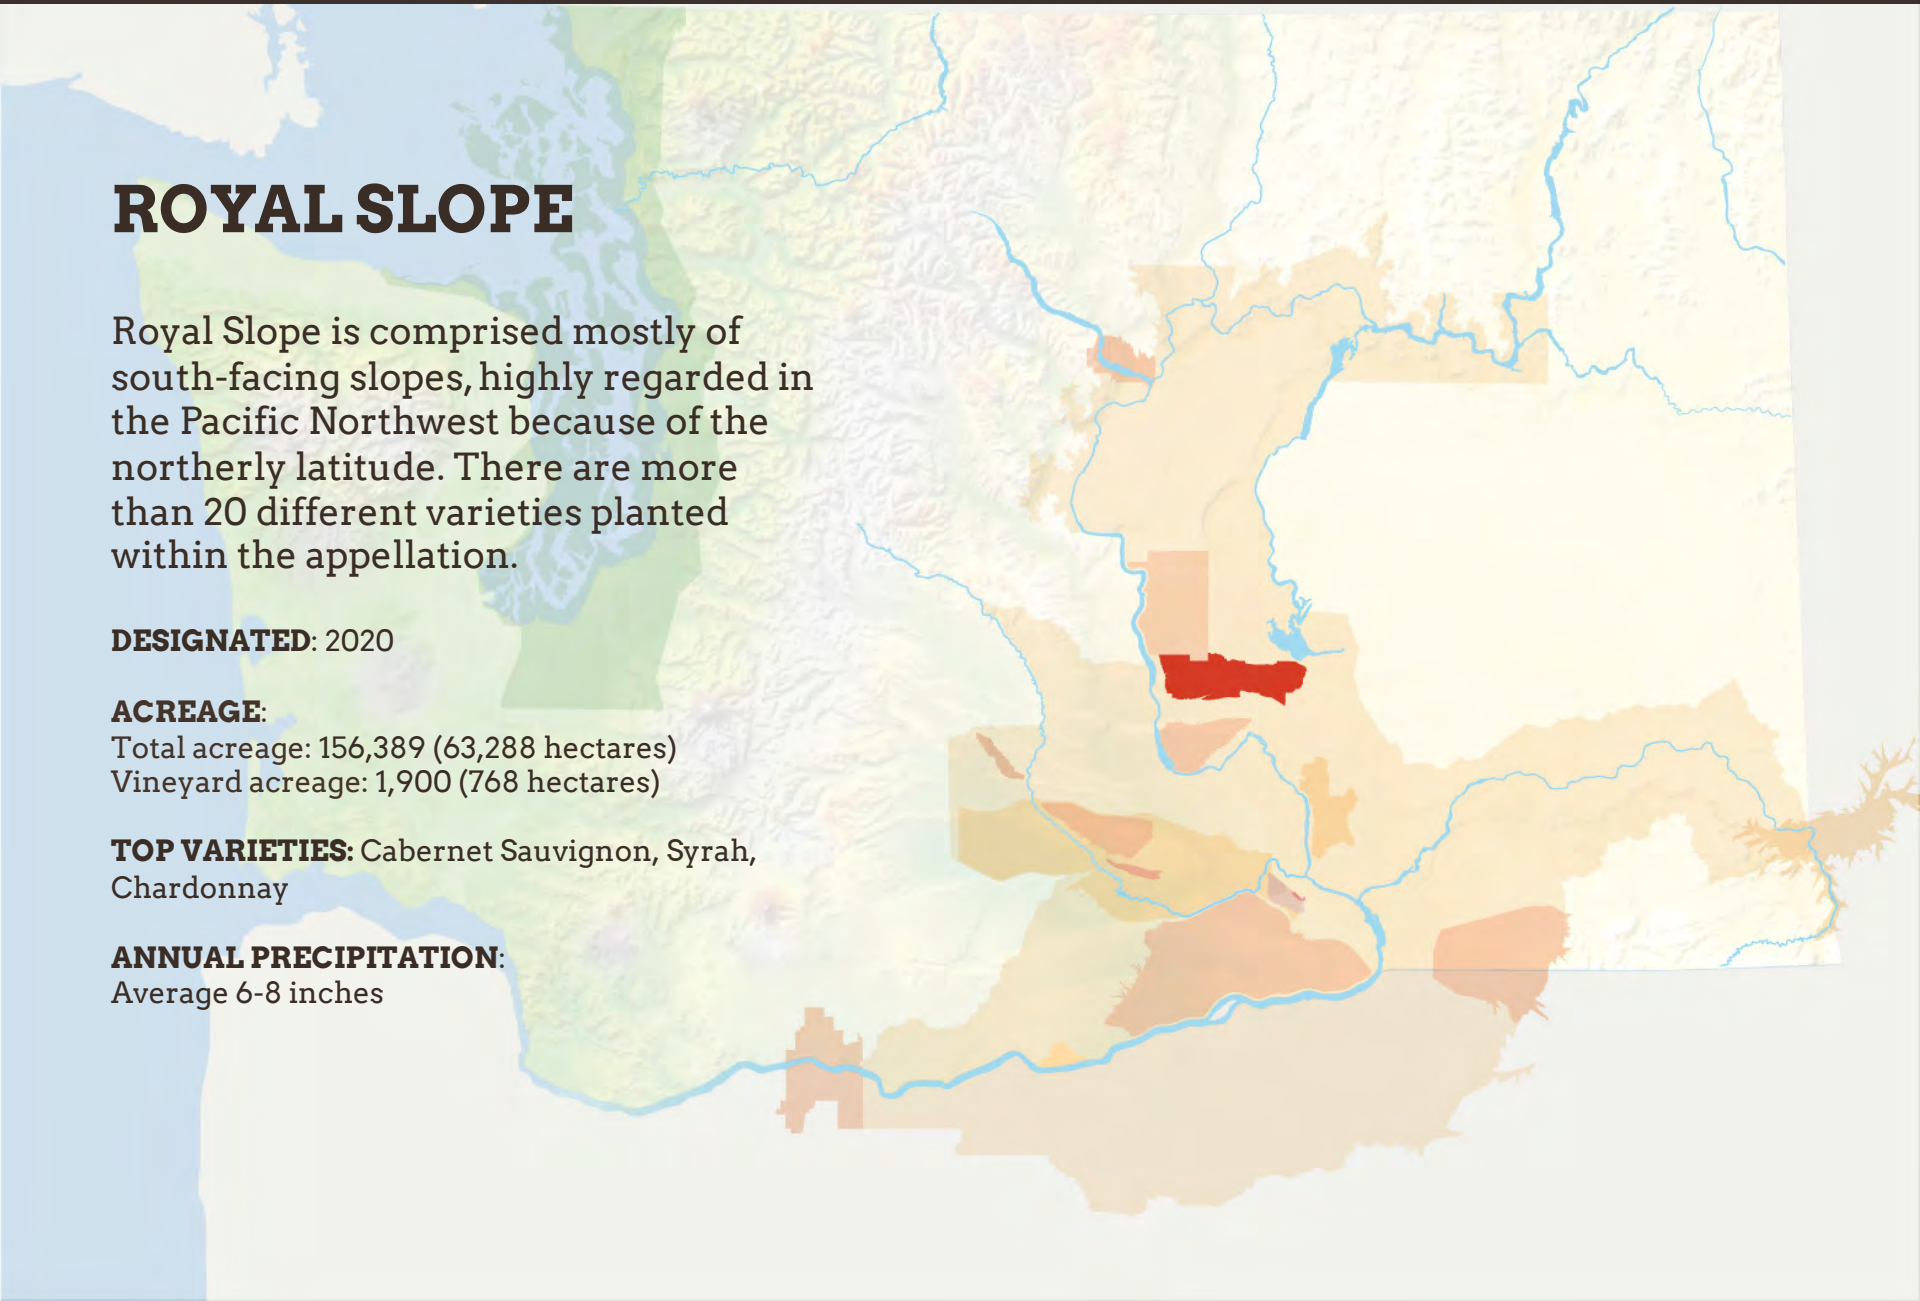 ROYAL SLOPE
Royal Slope is comprised mostly of
south-facing slopes, highly regarded in
the Pacific Northwest because of the
northerly latitude. There are more
than 20 different varieties planted
within the appellation.
DESIGNATED: 2020
ACREAGE:
Total acreage: 156,389 (63,288 hectares)
Vineyard acreage: 1,900 (768 hectares)
TOP VARIETIES: Cabernet Sauvignon, Syrah,
Chardonnay
ANNUAL PRECIPITATION:
Average 6-8 inches